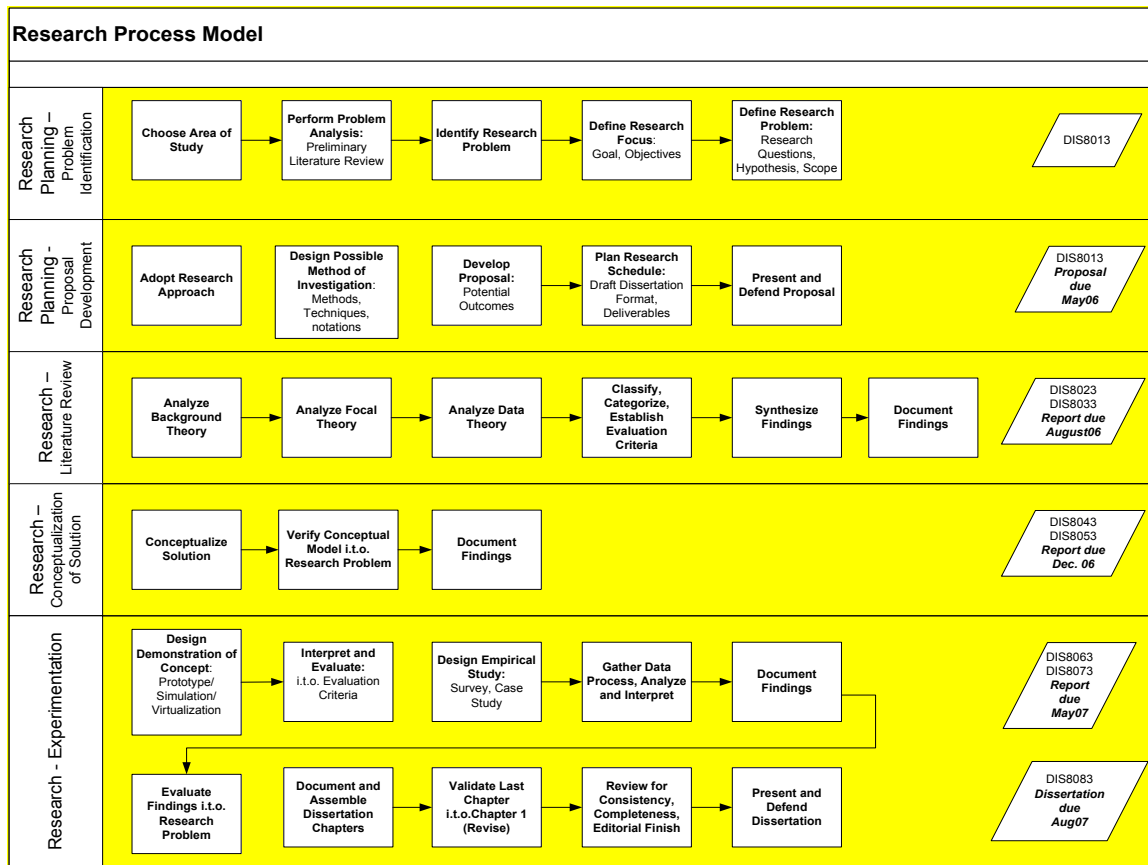 Research Process Model
Research
Planning –
Problem
Identification
Choose Area of
Study
Perform Problem
Analysis:
Preliminary
Literature Review
Identify Research
Problem
Define Research
Focus:
Goal, Objectives
Define Research
Problem:
Research
Questions,
Hypothesis, Scope
DIS8013
Research
Planning -
Proposal
Development
Adopt Research
Approach
Design Possible
Method of
Investigation:
Methods,
Techniques,
notations
Develop
Proposal:
Potential
Outcomes
Plan Research
Schedule:
Draft Dissertation
Format,
Deliverables
Present and
Defend Proposal
DIS8013
Proposal
due
May06
Research –
Literature Review
Analyze
Background
Theory
Analyze Focal
Theory
Analyze Data
Theory
Classify,
Categorize,
Establish
Evaluation
Criteria
Synthesize
Findings
Document
Findings
DIS8023
DIS8033
Report due
August06
Research –
Conceptualization
of Solution
Conceptualize
Solution
Verify Conceptual
Model i.t.o.
Research Problem
Document
Findings
DIS8043
DIS8053
Report due
Dec. 06
Research - Experimentation
Design
Demonstration of
Concept:
Prototype/
Simulation/
Virtualization
Interpret and
Evaluate:
i.t.o. Evaluation
Criteria
Design Empirical
Study:
Survey, Case
Study
Gather Data
Process, Analyze
and Interpret
Document
Findings
DIS8063
DIS8073
Report
due
May07
Evaluate
Findings i.t.o.
Research
Problem
Document and
Assemble
Dissertation
Chapters
Validate Last
Chapter
i.t.o.Chapter 1
(Revise)
Review for
Consistency,
Completeness,
Editorial Finish
Present and
Defend
Dissertation
DIS8083
Dissertation
due
Aug07